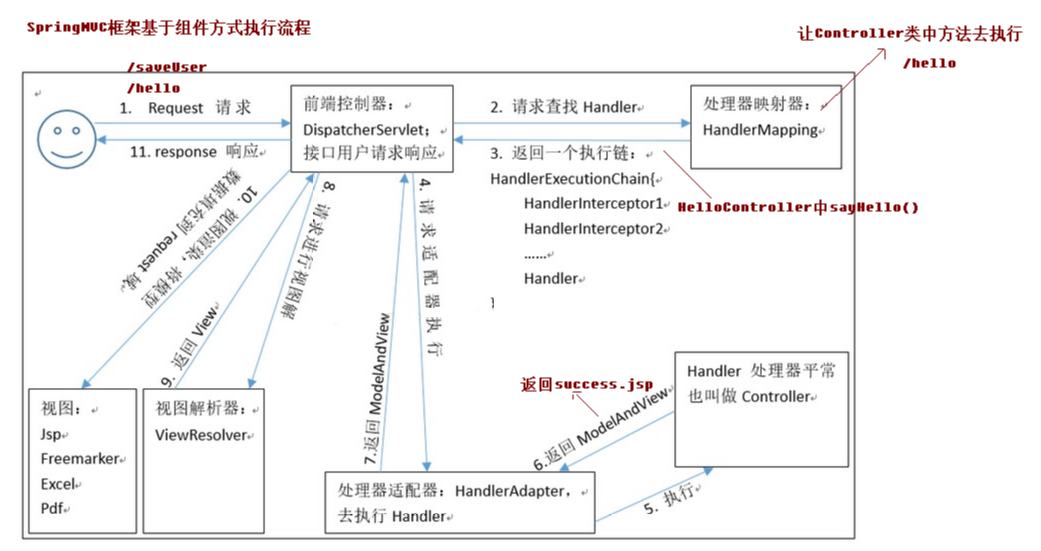 SpringMVC框架基于组件方式执行流程
让Controller类中方法去执行
/hello
/saveUser
/hello
1. Request 请求
11. response 响应
前端控制器：
DispatcherServlet；
接口用户请求响应
2. 请求查找 Handler
3. 返回一个执行链：
HandlerExecutionChain{
HandlerInterceptor1
HandlerInterceptor2
……
Handler
}
处理器映射器：
HandlerMapping
HelloController中sayHello()
10. 视图渲染，将模型
数据填充到 request 域。
9. 返回 View
8. 请求进行视图解
7.返回 ModelAndView
4. 请求适配器执行
返回success.jsp
6.返回 ModelAndView
5. 执行
Handler 处理器平常
也叫做 Controller
视图：
Jsp
Freemarker
Excel
Pdf
视图解析器：
ViewResolver
处理器适配器：HandlerAdapter，
去执行 Handler